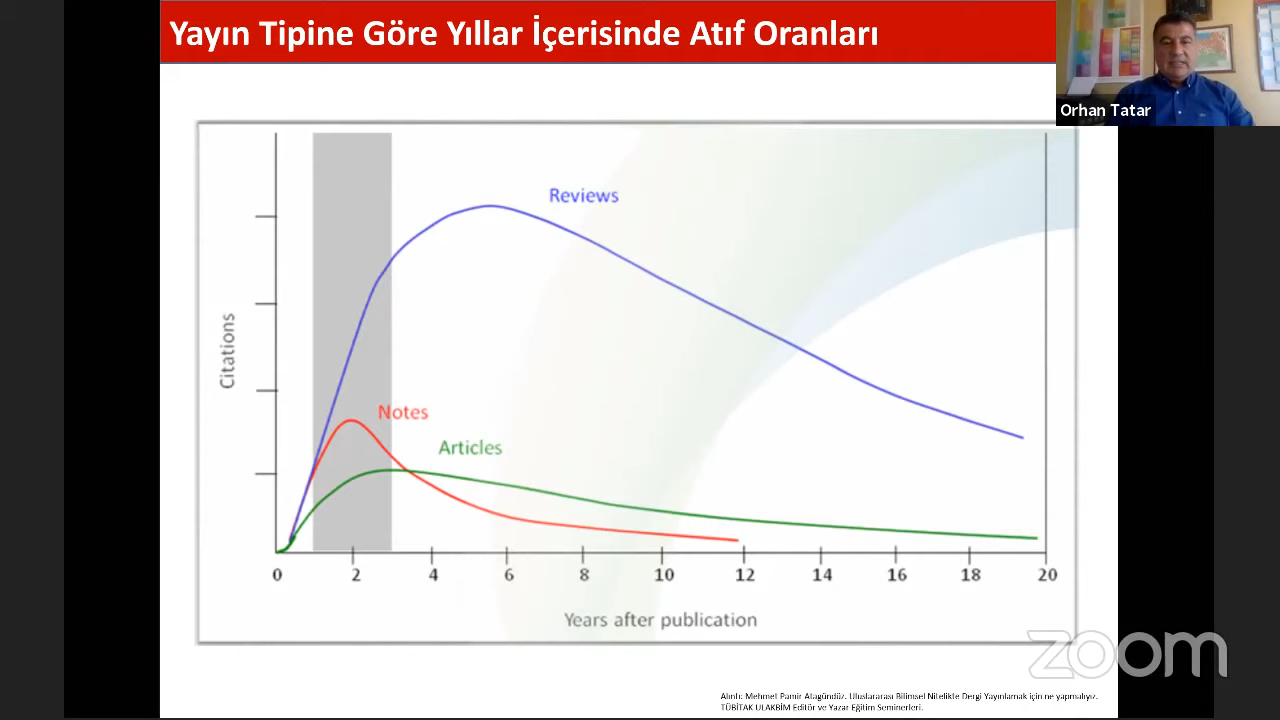 Yayın Tipine Göre Yıllar İçerisinde Atıf Oranları
Orhan Tatar
Reviews
Notes
Articles
Citations
0 2 4 6 8 10 12 14 16 18 20
Years after publication
zoom
Alıntı: Mehmet Pamir Atagündüz. Uluslararası Bilimsel Nitelikte Dergi Yayınlamak için ne yapmalıyız.
TÜBİTAK ULAKBİM Editör ve Yazar Eğitim Seminerleri.